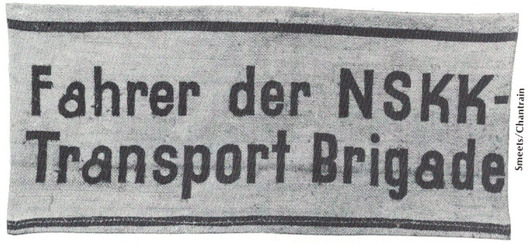 Fahrer der NSKK-
Transport Brigade
Smeets/Chantrain